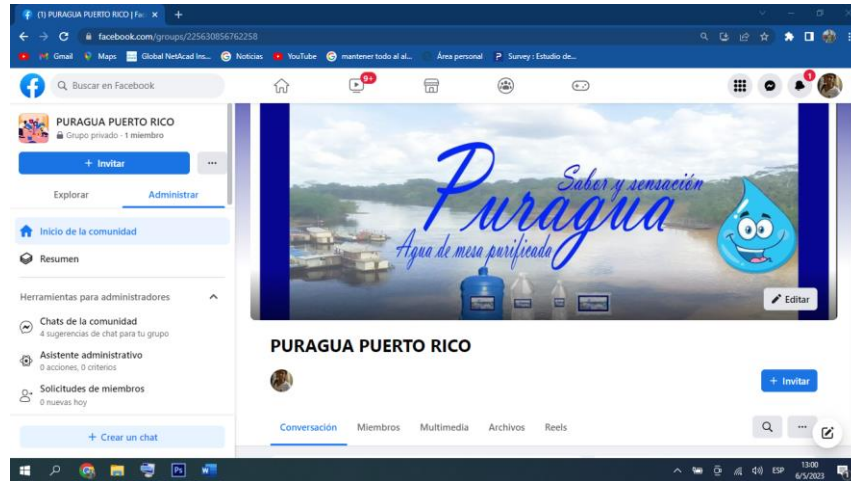 (1) PURAGUA PUERTO RICO | Fac
facebook.com/groups/225630856762258
Gmail
Maps
Global NetAcad Ins...
Noticias
YouTube
mantener todo al al...
Área personal
Survey : Estudio de...
Buscar en Facebook
9+
1
PURAGUA PUERTO RICO
Grupo privado · 1 miembro
+ Invitar
Explorar
Administrar
Inicio de la comunidad
Resumen
Herramientas para administradores
Chats de la comunidad
4 sugerencias de chat para tu grupo
Asistente administrativo
0 acciones, 0 criterios
Solicitudes de miembros
0 nuevas hoy
+ Crear un chat
Puragua
Sabor y sensación
Agua de mesa purificada
Editar
PURAGUA PUERTO RICO
+ Invitar
Conversación
Miembros
Multimedia
Archivos
Reels
Ps
ESP
13:00
6/5/2023